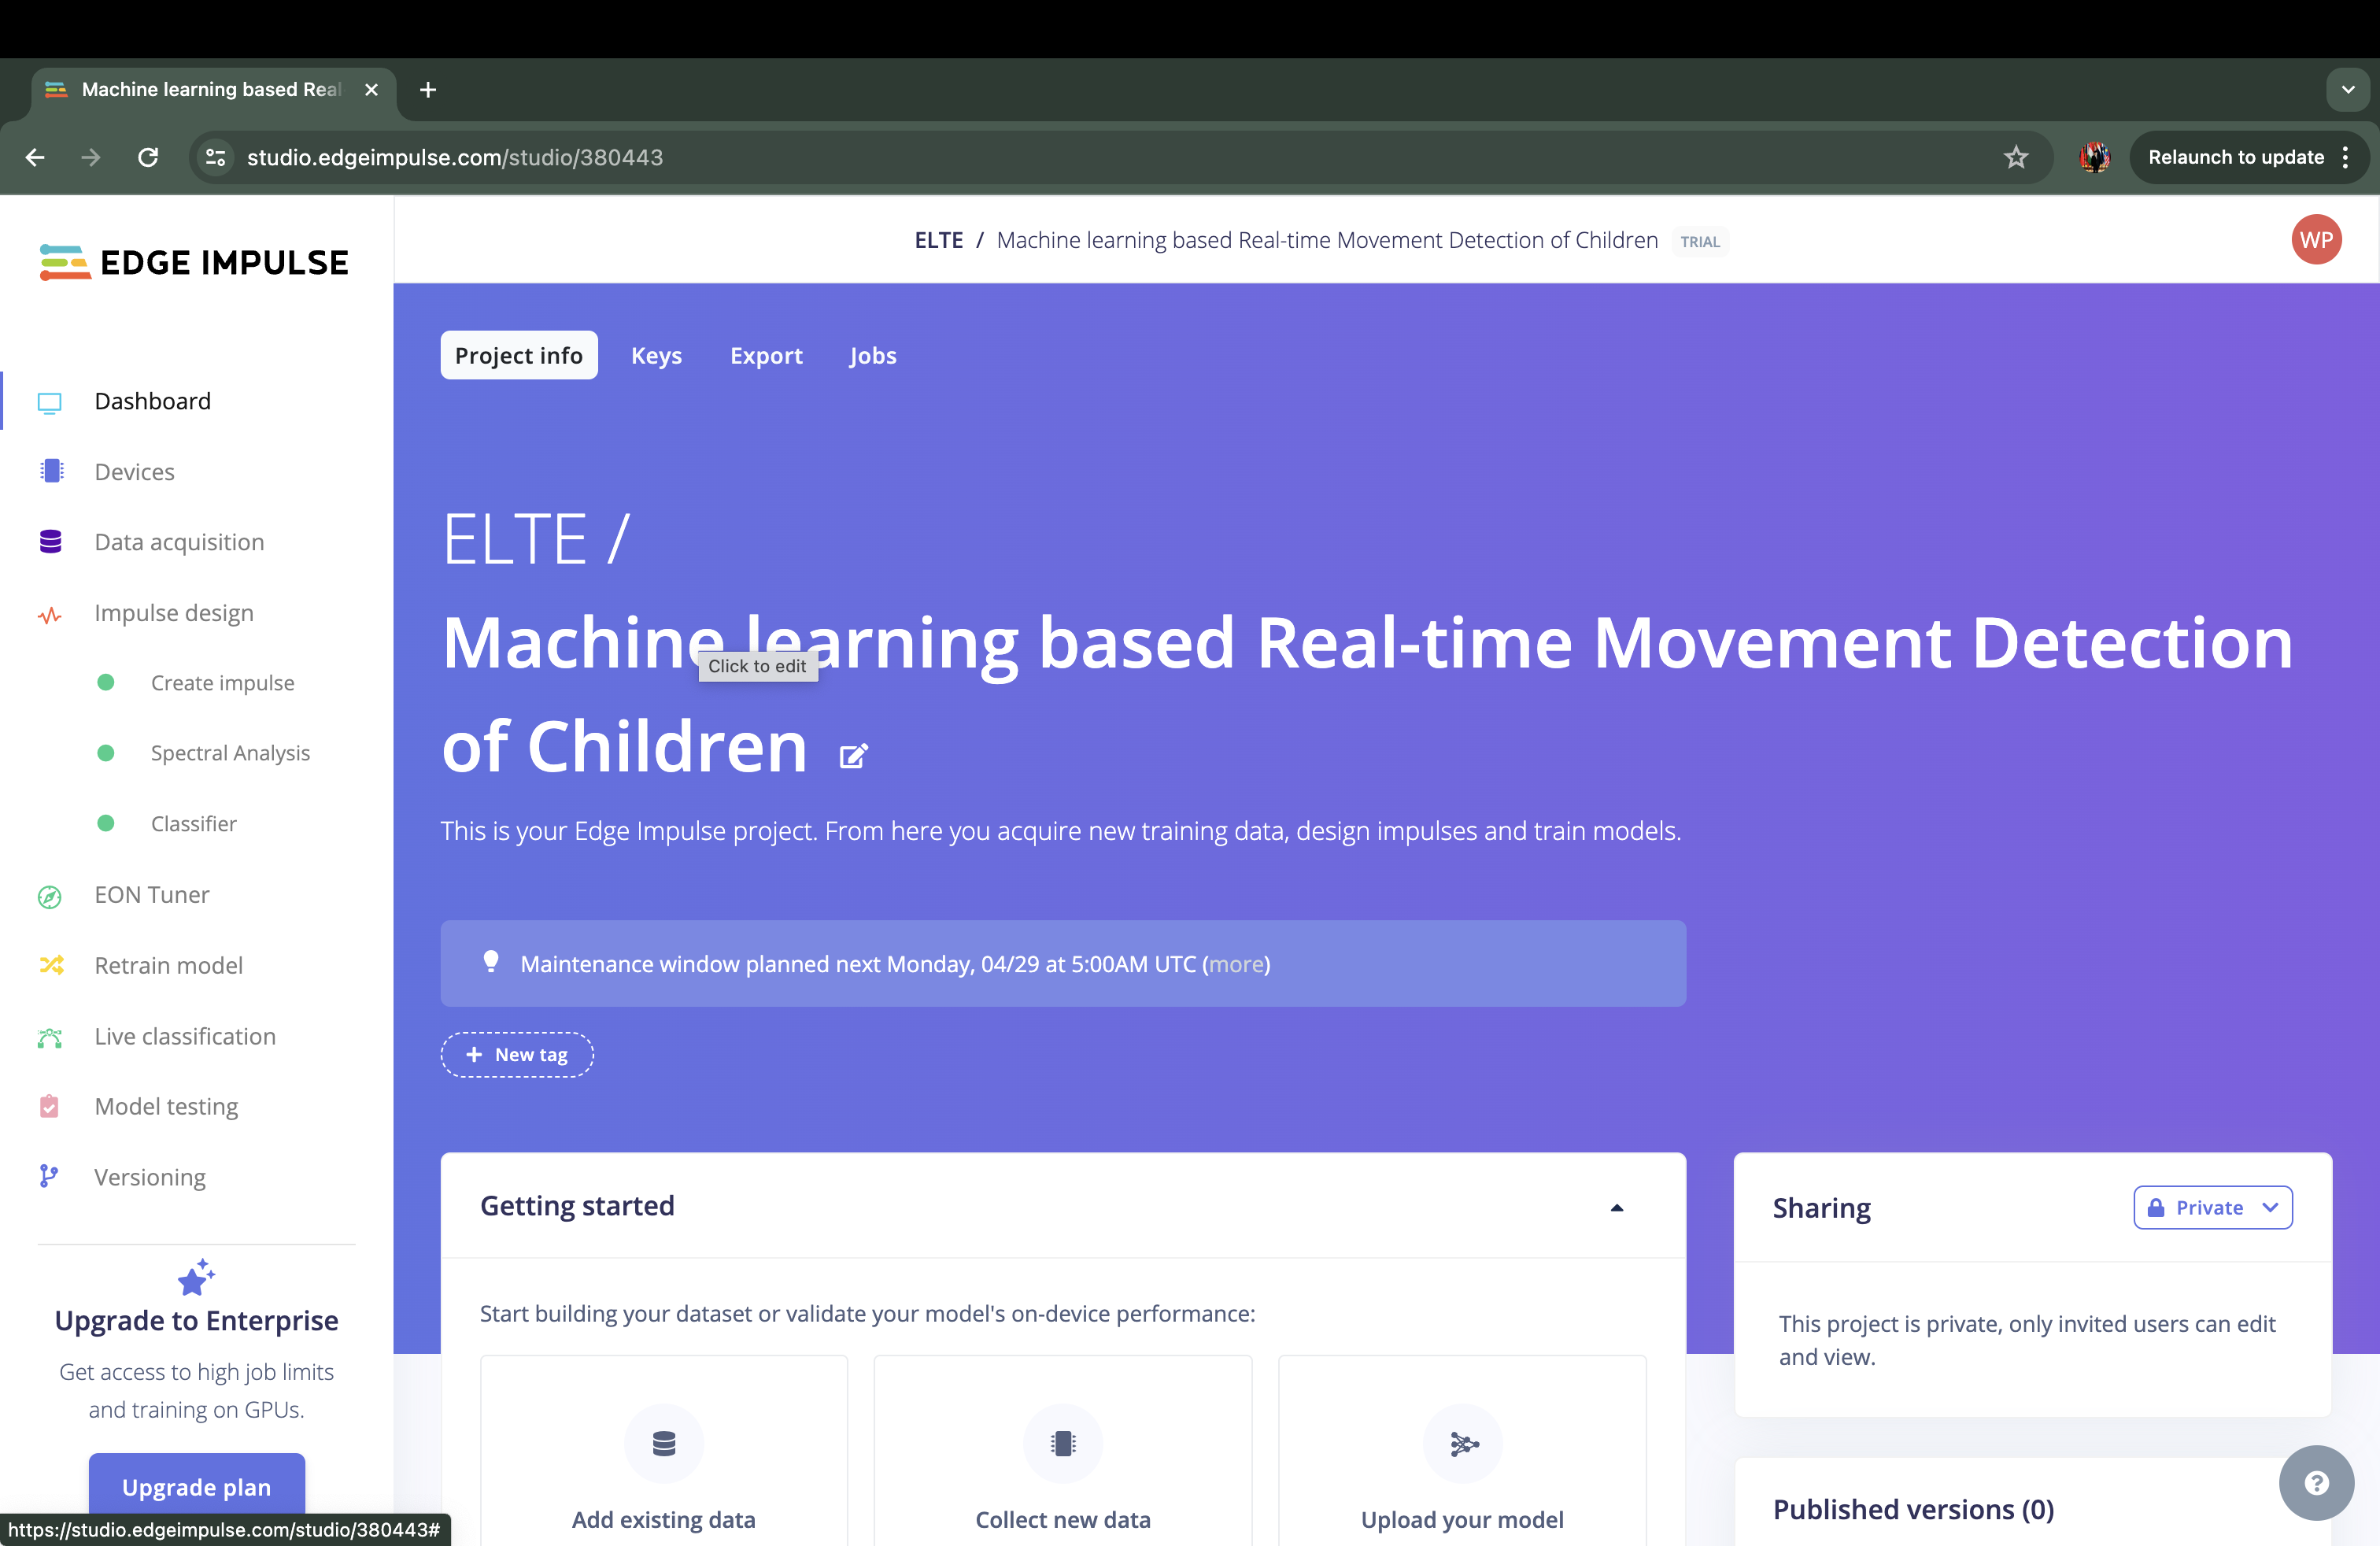 Machine learning based Real
studio.edgeimpulse.com/studio/380443
Relaunch to update
EDGE IMPULSE
ELTE / Machine learning based Real-time Movement Detection of Children TRIAL
WP
Dashboard
Devices
Data acquisition
Impulse design
Create impulse
Spectral Analysis
Classifier
EON Tuner
Retrain model
Live classification
Model testing
Versioning
Upgrade to Enterprise
Get access to high job limits
and training on GPUs.
Upgrade plan
https://studio.edgeimpulse.com/studio/380443#
Project info Keys Export Jobs
ELTE /
Machine learning based Real-time Movement Detection
Click to edit
of Children
This is your Edge Impulse project. From here you acquire new training data, design impulses and train models.
Maintenance window planned next Monday, 04/29 at 5:00AM UTC (more)
+ New tag
Getting started
Start building your dataset or validate your model's on-device performance:
Add existing data
Collect new data
Upload your model
Sharing
Private
This project is private, only invited users can edit
and view.
Published versions (0)
?